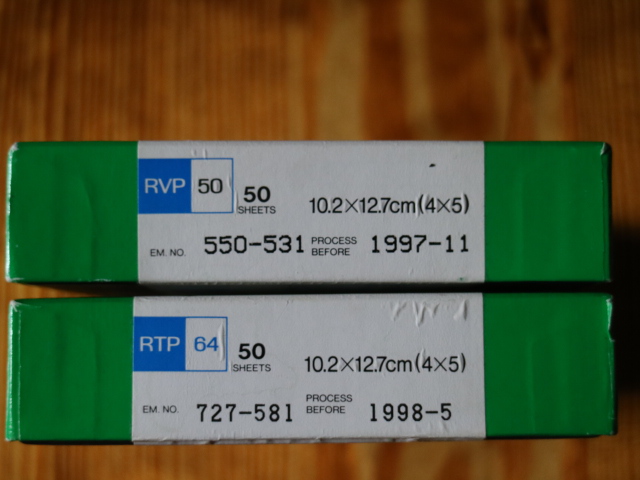 RVP 50 50 SHEETS 10.2×12.7cm(4×5)
EM. NO. 550-531 PROCESS BEFORE 1997-11
RTP 64 50 SHEETS 10.2×12.7cm(4×5)
EM. NO. 727-581 PROCESS BEFORE 1998-5